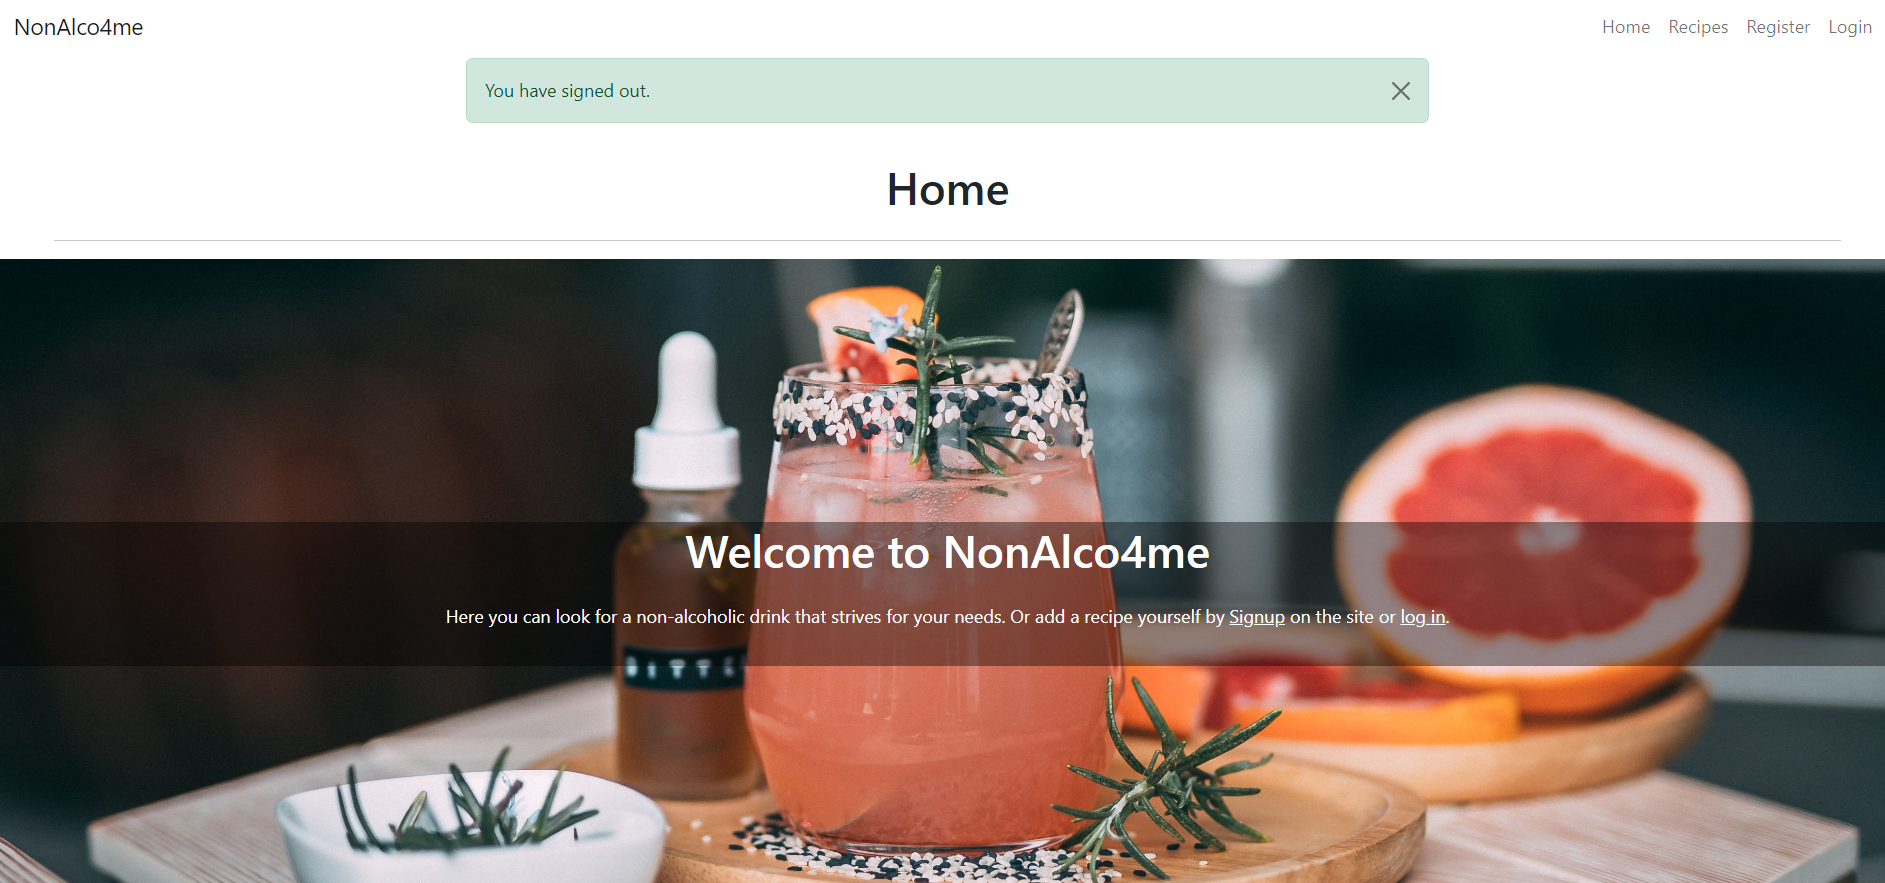 NonAlco4me
Home Recipes Register Login
You have signed out.
Home
Welcome to NonAlco4me
Here you can look for a non-alcoholic drink that strives for your needs. Or add a recipe yourself by Signup on the site or log in.